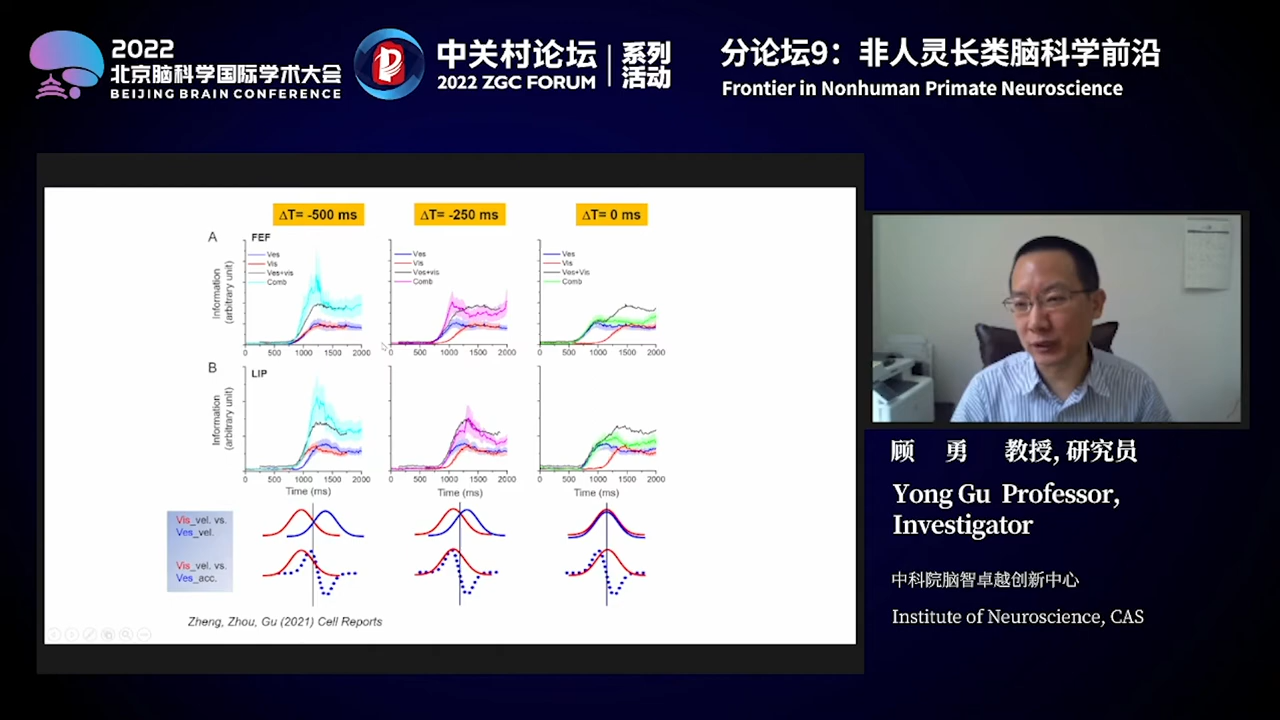 2022
北京脑科学国际学术大会
BEIJING BRAIN CONFERENCE
中关村论坛
2022 ZGC FORUM
系列
活动
分论坛9：非人灵长类脑科学前沿
Frontier in Nonhuman Primate Neuroscience
ΔT= -500 ms
ΔT= -250 ms
ΔT= 0 ms
A
FEF
Information
(arbitrary unit)
Ves
Vis
Ves+vis
Comb
Ves
Vis
Ves+vis
Comb
Ves
Vis
Ves+Vis
Comb
0 500 1000 1500 2000
0 500 1000 1500 2000
0 500 1000 1500 2000
B
LIP
Information
(arbitrary unit)
0 500 1000 1500 2000
0 500 1000 1500 2000
0 500 1000 1500 2000
Time (ms)
Time (ms)
Time (ms)
Vis_vel. vs.
Ves_vel.
Vis_vel. vs.
Ves_acc.
Zheng, Zhou, Gu (2021) Cell Reports
顾 勇 教授, 研究员
Yong Gu Professor,
Investigator
中科院脑智卓越创新中心
Institute of Neuroscience, CAS